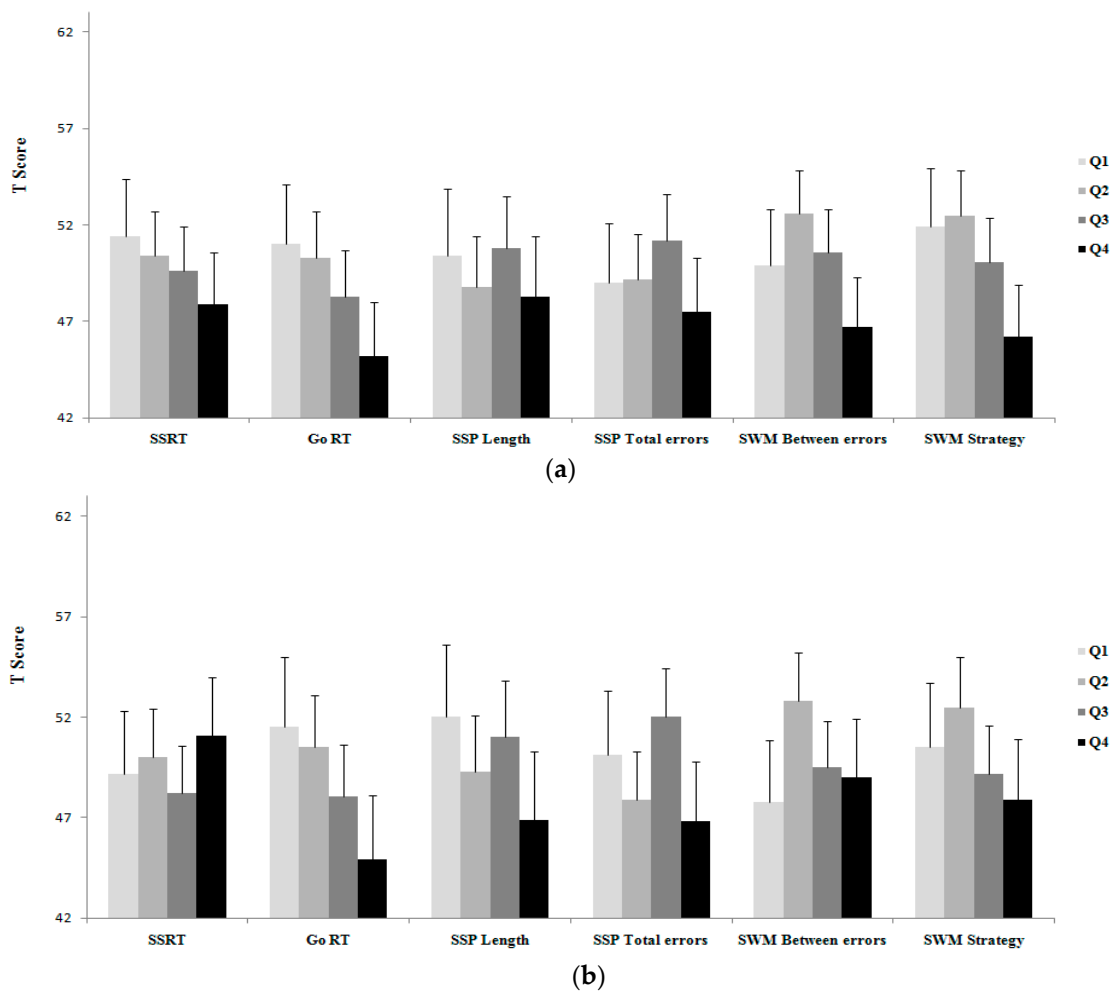 62
57
52
47
42
T Score
Q1
Q2
Q3
Q4
SSRT Go RT SSP Length SSP Total errors SWM Between errors SWM Strategy
(a)
62
57
52
47
42
T Score
Q1
Q2
Q3
Q4
SSRT Go RT SSP Length SSP Total errors SWM Between errors SWM Strategy
(b)